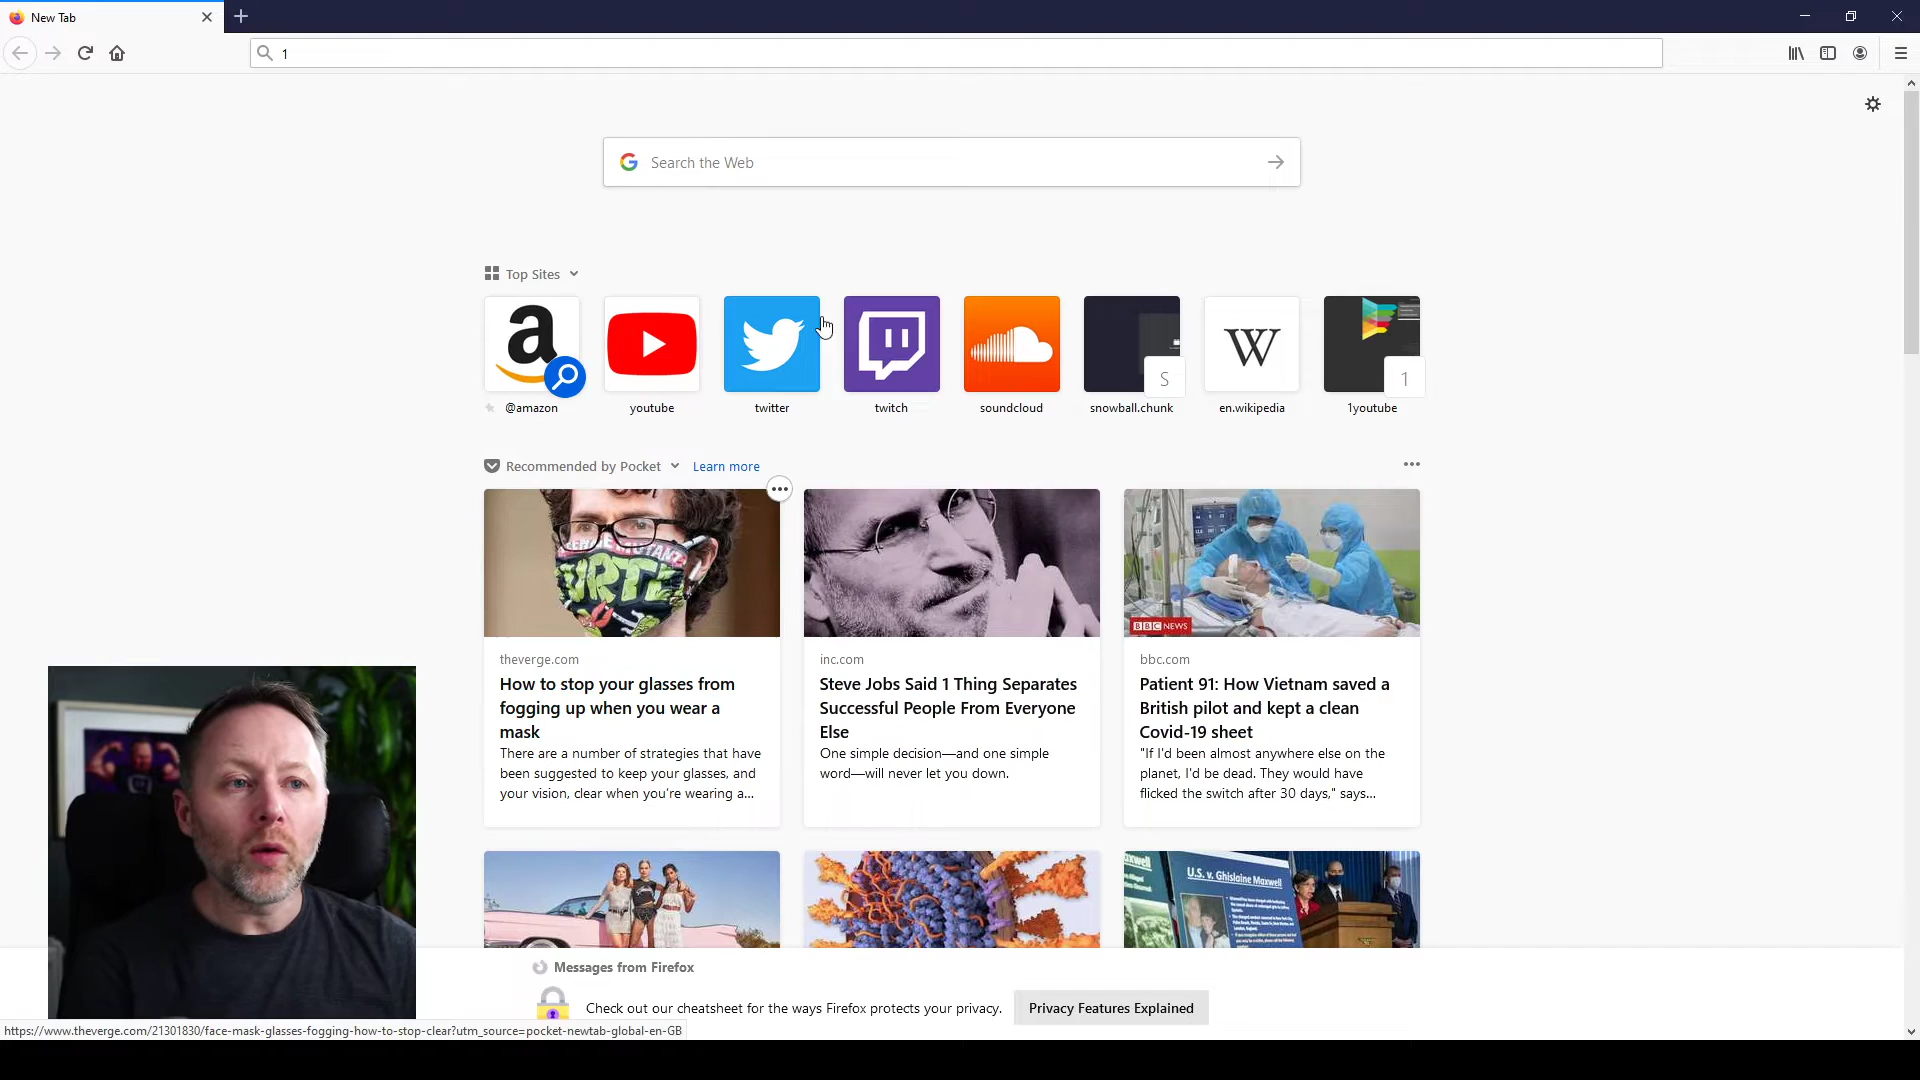 New Tab
1
Search the Web
Top Sites
S
1
@amazon
youtube
twitter
twitch
soundcloud
snowball.chunk
en.wikipedia
1youtube
Recommended by Pocket
Learn more
BBC NEWS
theverge.com
How to stop your glasses from
fogging up when you wear a
mask
There are a number of strategies that have
been suggested to keep your glasses, and
your vision, clear when you're wearing a...
inc.com
Steve Jobs Said 1 Thing Separates
Successful People From Everyone
Else
One simple decision—and one simple
word—will never let you down.
bbc.com
Patient 91: How Vietnam saved a
British pilot and kept a clean
Covid-19 sheet
"If I'd been almost anywhere else on the
planet, I'd be dead. They would have
flicked the switch after 30 days," says...
U.S. v. Ghislaine Maxwell
Messages from Firefox
Check out our cheatsheet for the ways Firefox protects your privacy.
Privacy Features Explained
https://www.theverge.com/21301830/face-mask-glasses-fogging-how-to-stop-clear?utm_source=pocket-newtab-global-en-GB